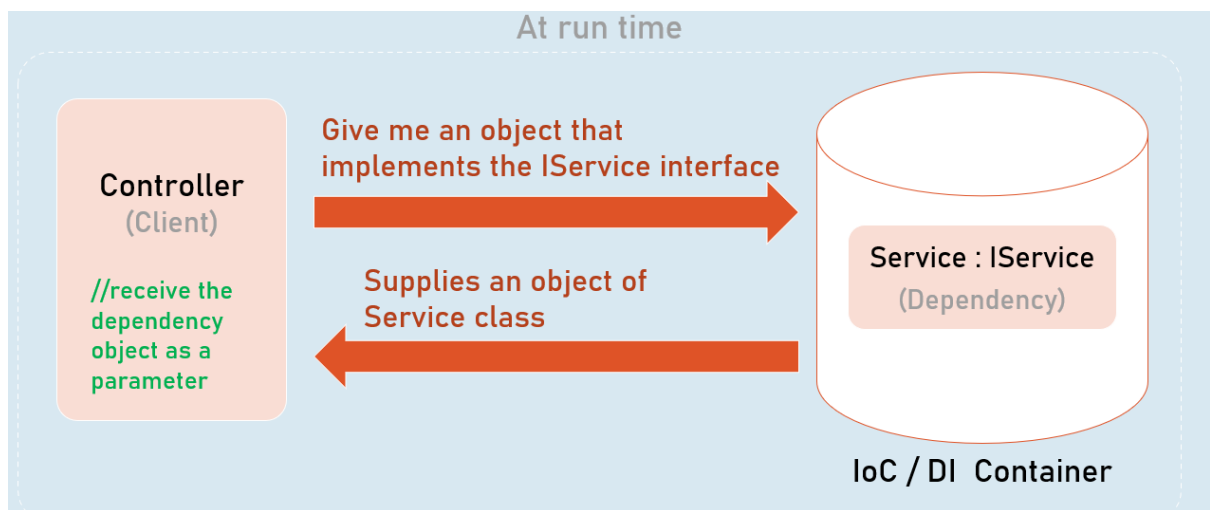 At run time
Give me an object that
implements the IService interface
Controller
(Client)
Service : IService
(Dependency)
Supplies an object of
Service class
//receive the
dependency
object as a
parameter
IoC / DI Container